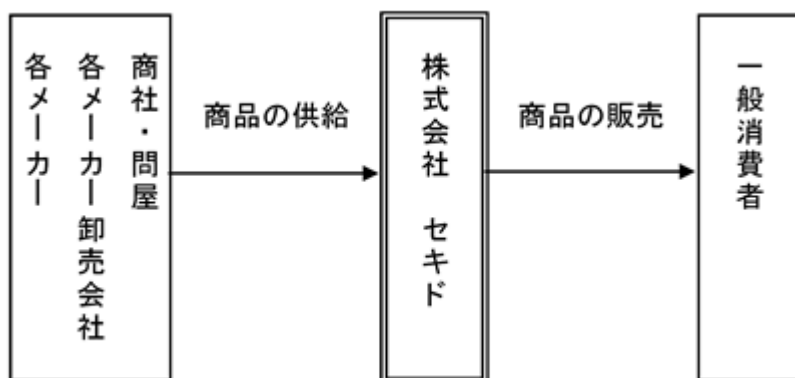 商社・問屋
各メーカー卸売会社
各メーカー
商品の供給
株式会社 セキド
商品の販売
一般消費者